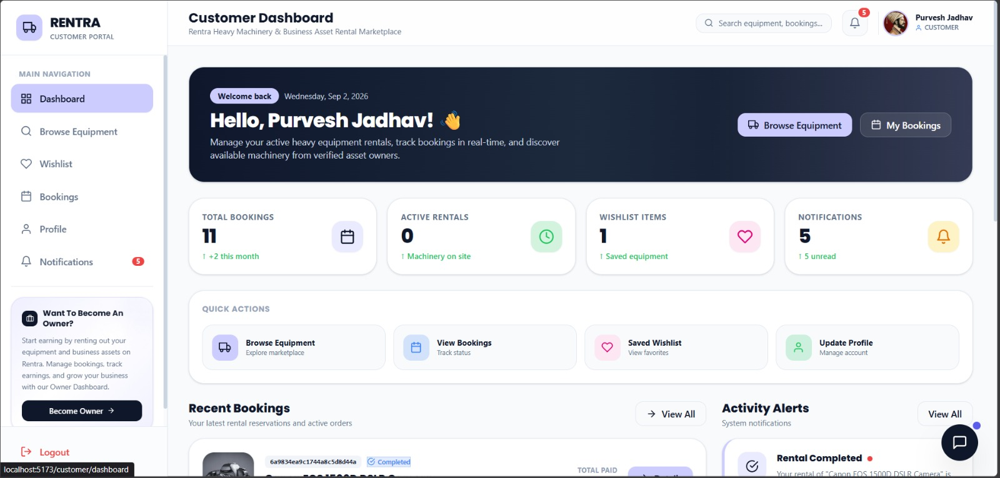 RENTRA
CUSTOMER PORTAL
Customer Dashboard
Rentra Heavy Machinery & Business Asset Rental Marketplace
Search equipment, bookings...
5
Purvesh Jadhav
CUSTOMER
MAIN NAVIGATION
Dashboard
Browse Equipment
Wishlist
Bookings
Profile
Notifications
5
Want To Become An
Owner?
Start earning by renting out your
equipment and business assets on
Rentra. Manage bookings, track
earnings, and grow your business
with our Owner Dashboard.
Become Owner →
Logout
localhost:5173/customer/dashboard
Welcome back
Wednesday, Sep 2, 2026
Hello, Purvesh Jadhav! 👋
Manage your active heavy equipment rentals, track bookings in real-time, and discover
available machinery from verified asset owners.
Browse Equipment
My Bookings
TOTAL BOOKINGS
11
↑ +2 this month
ACTIVE RENTALS
0
↑ Machinery on site
WISHLIST ITEMS
1
↑ Saved equipment
NOTIFICATIONS
5
↑ 5 unread
QUICK ACTIONS
Browse Equipment
Explore marketplace
View Bookings
Track status
Saved Wishlist
View favorites
Update Profile
Manage account
Recent Bookings
Your latest rental reservations and active orders
→ View All
6a9834ea9c1744a8c5d8d44a
Completed
Canon EOS 1500D DSLR C
TOTAL PAID
Activity Alerts
System notifications
View All
Rental Completed
Your rental of "Canon EOS 1500D DSLR Camera" is